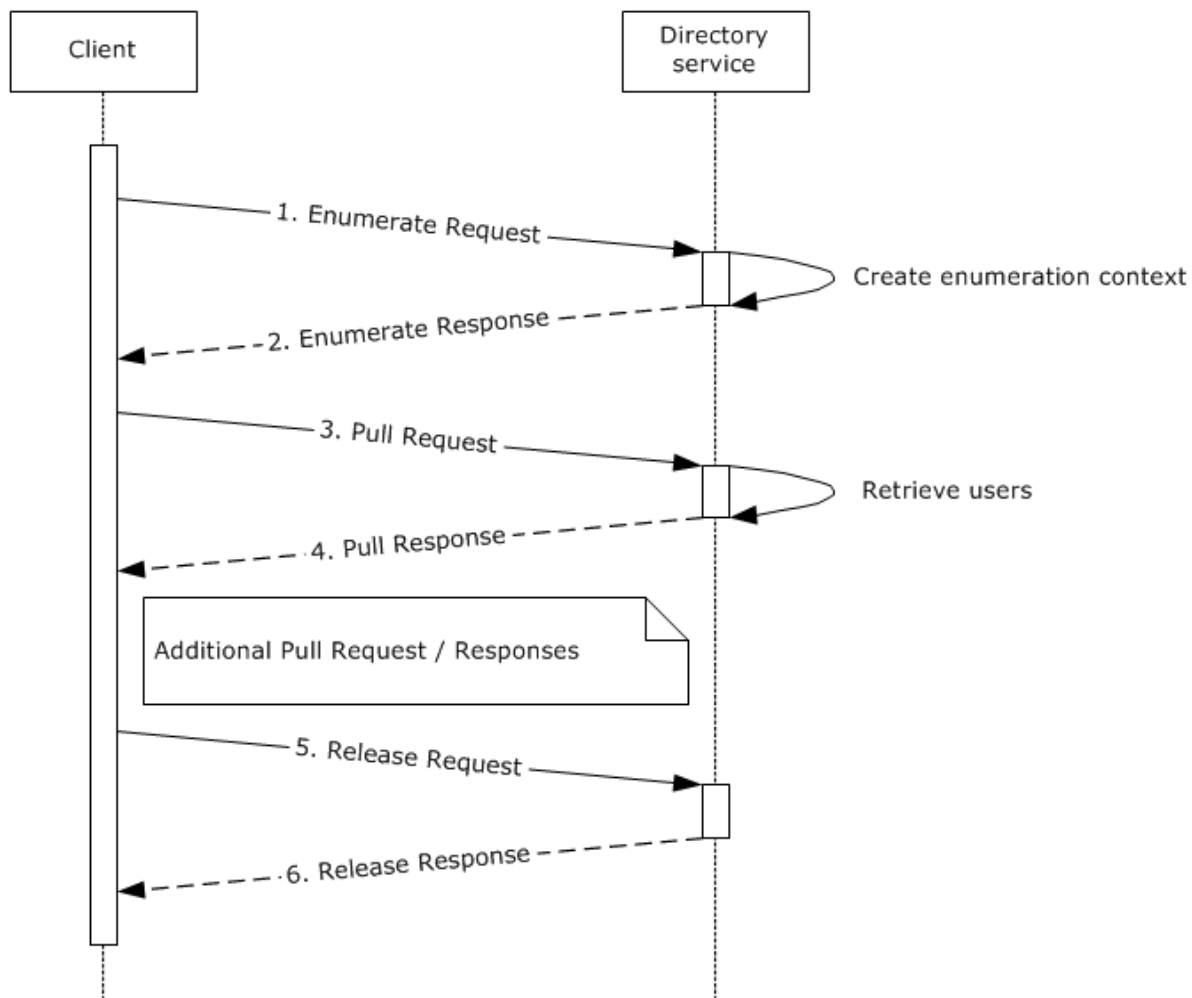 Client
Directory
service
1. Enumerate Request
Create enumeration context
2. Enumerate Response
3. Pull Request
Retrieve users
4. Pull Response
Additional Pull Request / Responses
5. Release Request
6. Release Response